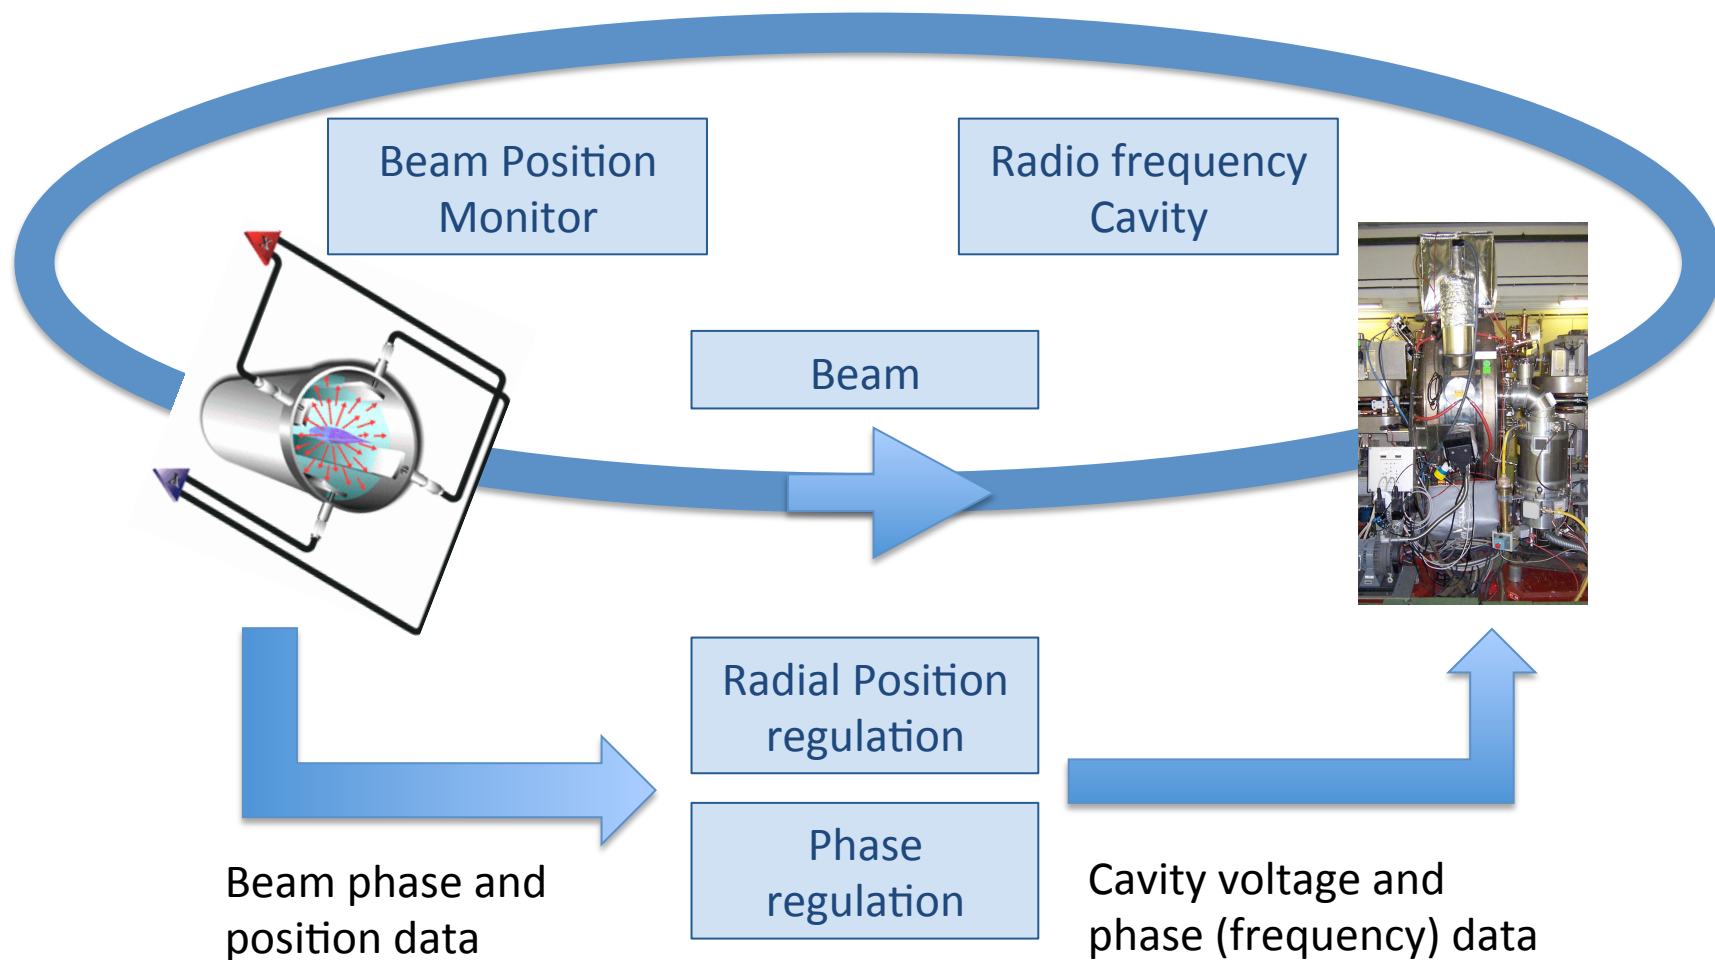 Beam Position
Monitor
Radio frequency
Cavity
Beam
Radial Position
regulation
Phase
regulation
Beam phase and
position data
Cavity voltage and
phase (frequency) data